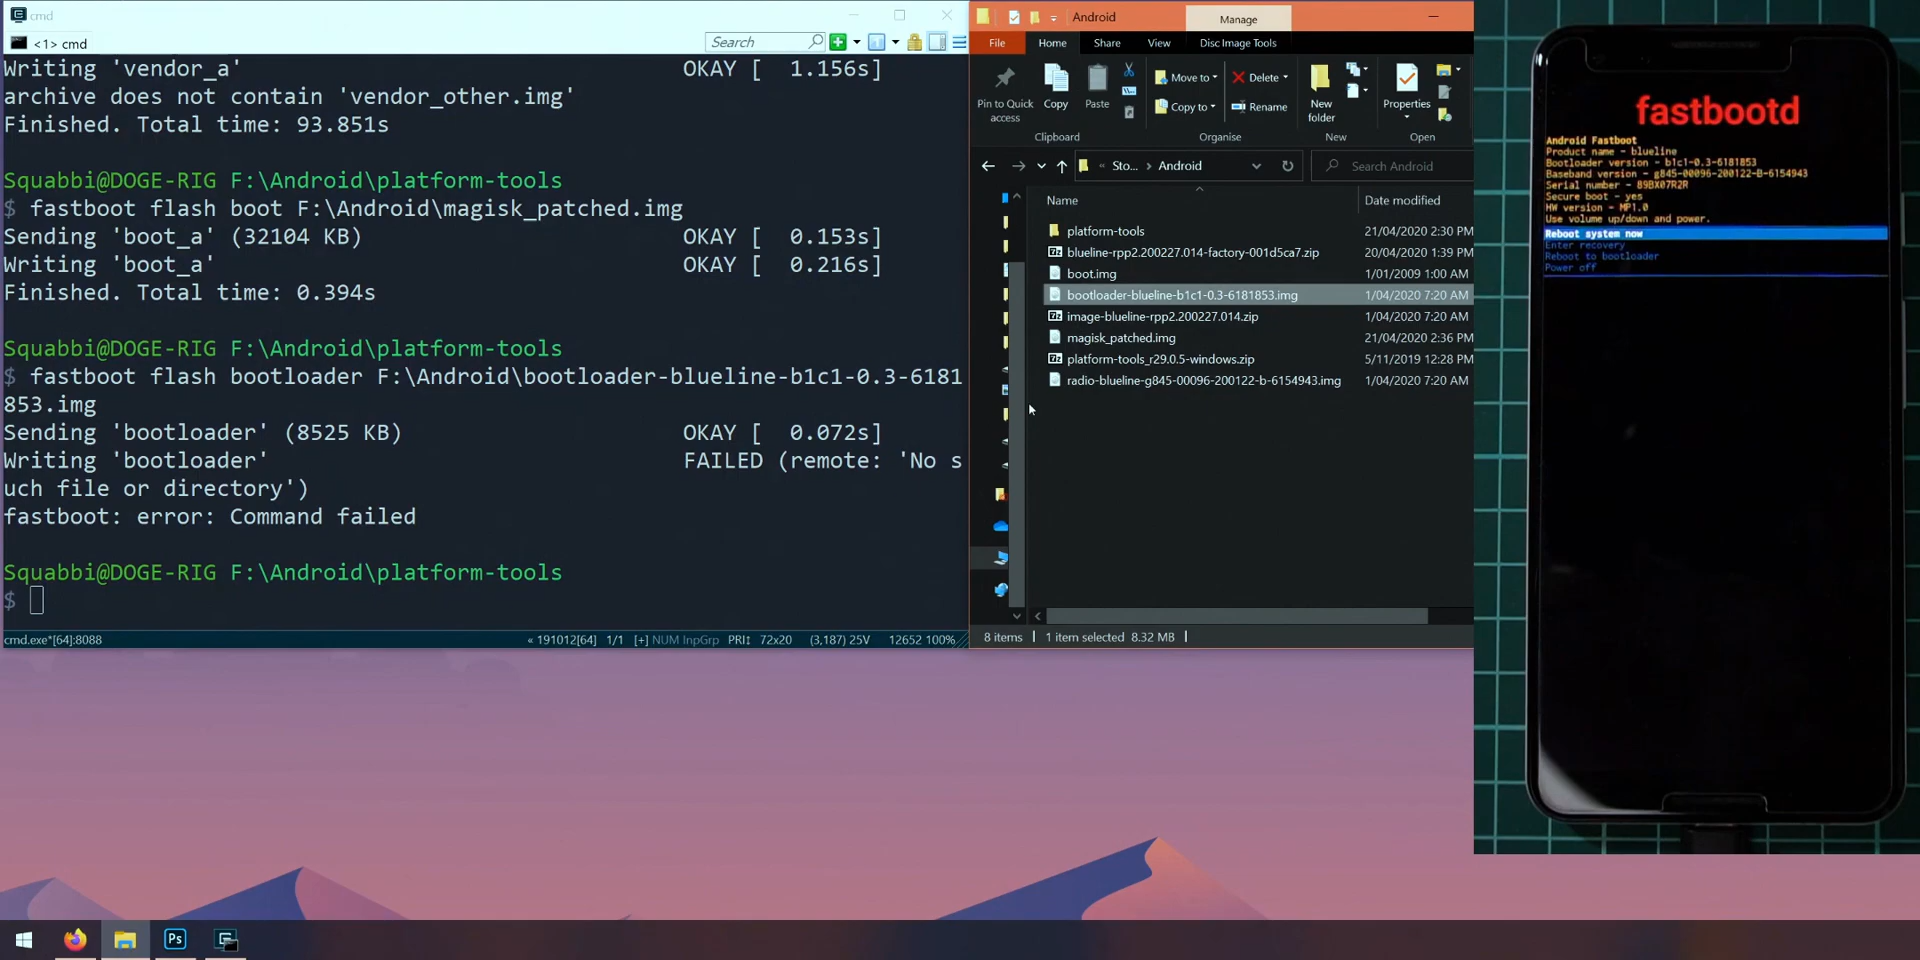 cmd
<1> cmd
Search
Writing 'vendor_a' OKAY [ 1.156s]
archive does not contain 'vendor_other.img'
Finished. Total time: 93.851s
Squabbi@DOGE-RIG F:\Android\platform-tools
$ fastboot flash boot F:\Android\magisk_patched.img
Sending 'boot_a' (32104 KB) OKAY [ 0.153s]
Writing 'boot_a' OKAY [ 0.216s]
Finished. Total time: 0.394s
Squabbi@DOGE-RIG F:\Android\platform-tools
$ fastboot flash bootloader F:\Android\bootloader-blueline-b1c1-0.3-6181
853.img
Sending 'bootloader' (8525 KB) OKAY [ 0.072s]
Writing 'bootloader' FAILED (remote: 'No s
uch file or directory')
fastboot: error: Command failed
Squabbi@DOGE-RIG F:\Android\platform-tools
$
cmd.exe*[64]:8088 « 191012[64] 1/1 [+] NUM InpGrp PRI↕ 72x20 (3,187) 25V 12652 100%
Android Manage
File Home Share View Disc Image Tools
Pin to Quick
access
Copy
Paste
Move to
Copy to
Delete
Rename
New
folder
Properties
Clipboard Organise New Open
« Sto... › Android Search Android
Name Date modified
platform-tools 21/04/2020 2:30 PM
blueline-rpp2.200227.014-factory-001d5ca7.zip 20/04/2020 1:39 PM
boot.img 1/01/2009 1:00 AM
bootloader-blueline-b1c1-0.3-6181853.img 1/04/2020 7:20 AM
image-blueline-rpp2.200227.014.zip 1/04/2020 7:20 AM
magisk_patched.img 21/04/2020 2:36 PM
platform-tools_r29.0.5-windows.zip 5/11/2019 12:28 PM
radio-blueline-g845-00096-200122-b-6154943.img 1/04/2020 7:20 AM
8 items 1 item selected 8.32 MB
fastbootd
Android Fastboot
Product name - blueline
Bootloader version - b1c1-0.3-6181853
Baseband version - g845-00096-200122-B-6154943
Serial number - 89BX07R2R
Secure boot - yes
HW version - MP1.0
Use volume up/down and power.
Reboot system now
Enter recovery
Reboot to bootloader
Power off
Ps